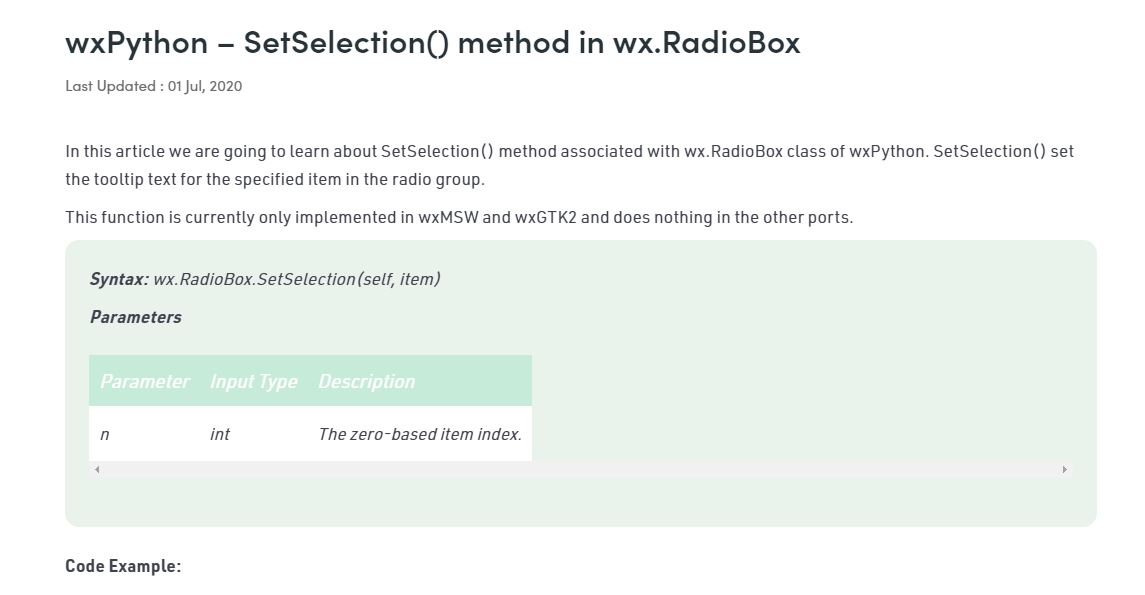 wxPython – SetSelection() method in wx.RadioBox
Last Updated : 01 Jul, 2020
In this article we are going to learn about SetSelection() method associated with wx.RadioBox class of wxPython. SetSelection() set
the tooltip text for the specified item in the radio group.
This function is currently only implemented in wxMSW and wxGTK2 and does nothing in the other ports.
Syntax: wx.RadioBox.SetSelection(self, item)
Parameters
Parameter Input Type Description
n int The zero-based item index.
Code Example: